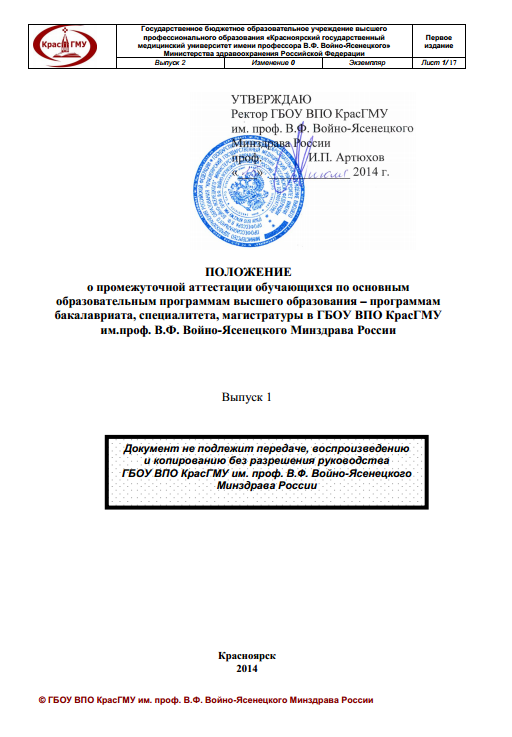 КрасГМУ
Государственное бюджетное образовательное учреждение высшего
профессионального образования «Красноярский государственный
медицинский университет имени профессора В.Ф. Войно-Ясенецкого»
Министерства здравоохранения Российской Федерации
Первое
издание
Выпуск 2
Изменение 0
Экземпляр
Лист 1/ 17
УТВЕРЖДАЮ
Ректор ГБОУ ВПО КрасГМУ
им. проф. В.Ф. Войно-Ясенецкого
Минздрава России
проф. И.П. Артюхов
« » 2014 г.
ПОЛОЖЕНИЕ
о промежуточной аттестации обучающихся по основным
образовательным программам высшего образования – программам
бакалавриата, специалитета, магистратуры в ГБОУ ВПО КрасГМУ
им.проф. В.Ф. Войно-Ясенецкого Минздрава России
Выпуск 1
Документ не подлежит передаче, воспроизведению
и копированию без разрешения руководства
ГБОУ ВПО КрасГМУ им. проф. В.Ф. Войно-Ясенецкого
Минздрава России
Красноярск
2014
© ГБОУ ВПО КрасГМУ им. проф. В.Ф. Войно-Ясенецкого Минздрава России